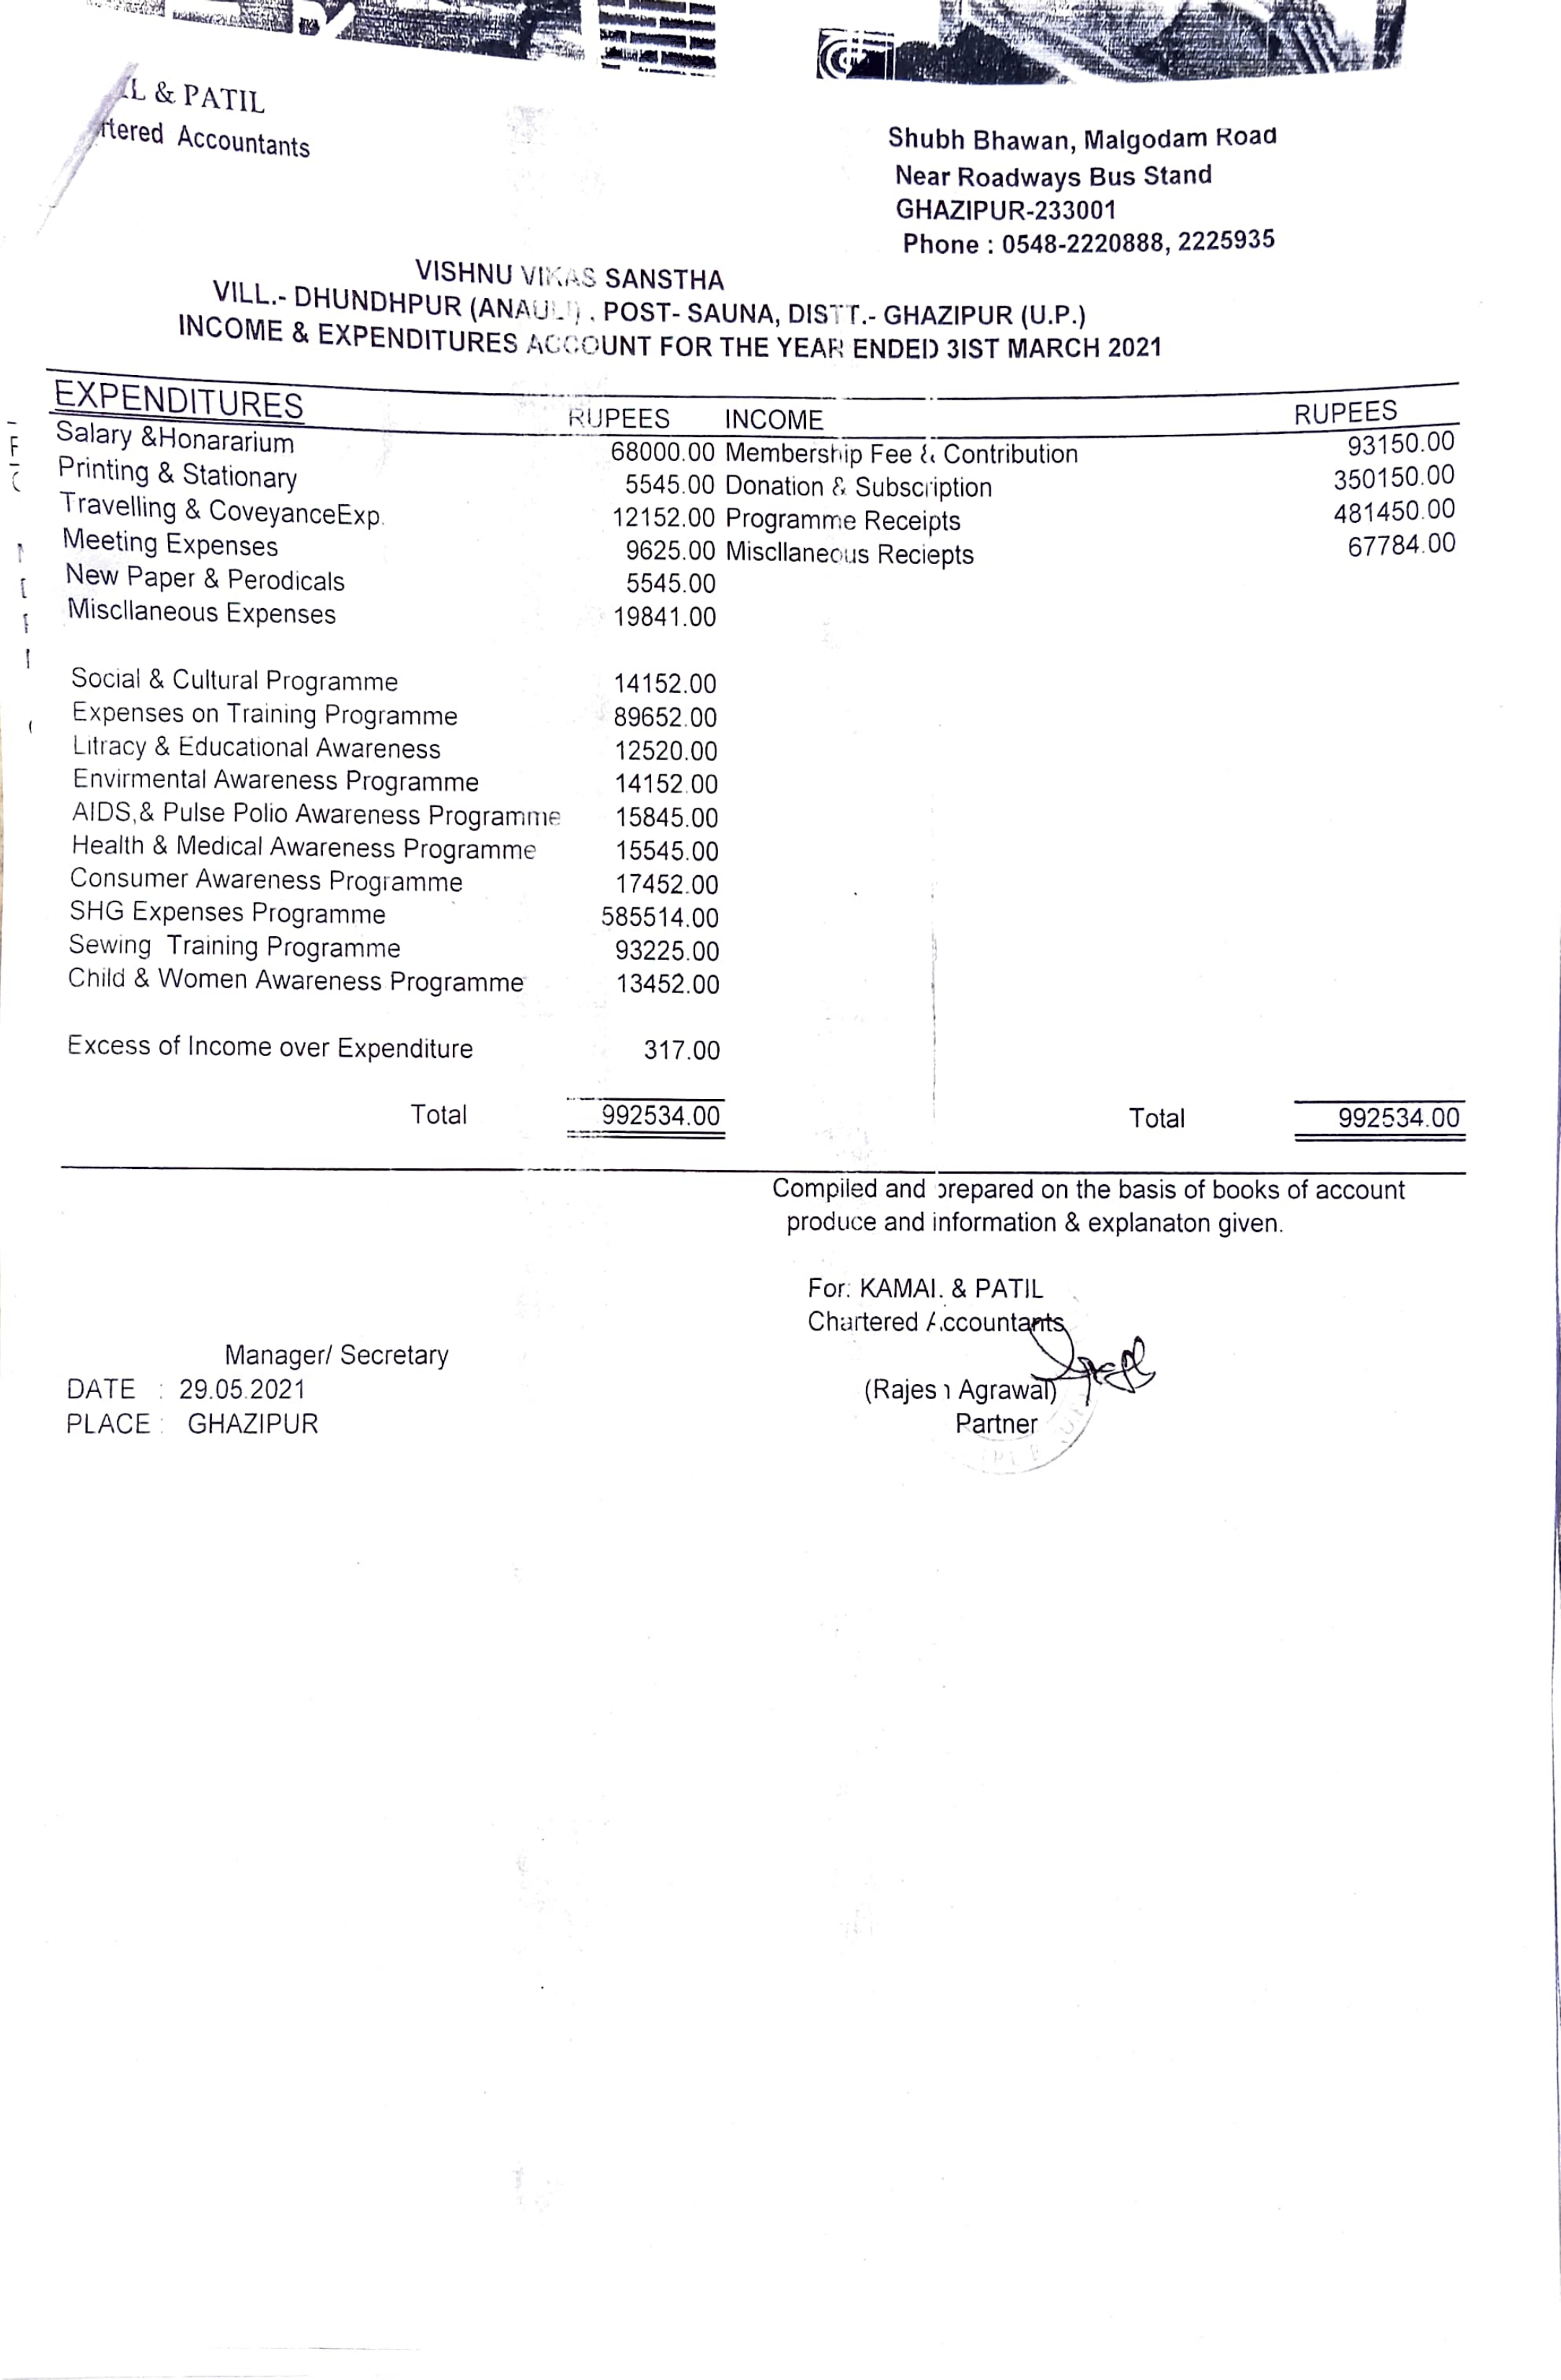 & PATIL
Accountants
Shubh Bhawan, Malgodam Road
Near Roadways Bus Stand
GHAZIPUR-233001
Phone : 0548-2220888, 2225935
VISHNU VIKAS SANSTHA
VILL.- DHUNDHPUR (ANAULI) . POST- SAUNA, DISTT.- GHAZIPUR (U.P.)
INCOME & EXPENDITURES ACCOUNT FOR THE YEAR ENDED 3IST MARCH 2021
EXPENDITURES RUPEES INCOME RUPEES
Salary &Honararium 68000.00 Membership Fee & Contribution 93150.00
Printing & Stationary 5545.00 Donation & Subscription 350150.00
Travelling & CoveyanceExp. 12152.00 Programme Receipts 481450.00
Meeting Expenses 9625.00 Miscllaneous Reciepts 67784.00
New Paper & Perodicals 5545.00
Miscllaneous Expenses 19841.00
Social & Cultural Programme 14152.00
Expenses on Training Programme 89652.00
Litracy & Educational Awareness 12520.00
Envirmental Awareness Programme 14152.00
AIDS,& Pulse Polio Awareness Programme 15845.00
Health & Medical Awareness Programme 15545.00
Consumer Awareness Programme 17452.00
SHG Expenses Programme 585514.00
Sewing Training Programme 93225.00
Child & Women Awareness Programme 13452.00
Excess of Income over Expenditure 317.00
Total 992534.00 Total 992534.00
Compiled and prepared on the basis of books of account
produce and information & explanaton given.
For: KAMAL & PATIL
Chartered Accountants
Manager/ Secretary
DATE : 29.05.2021
PLACE : GHAZIPUR
(Rajesh Agrawal)
Partner